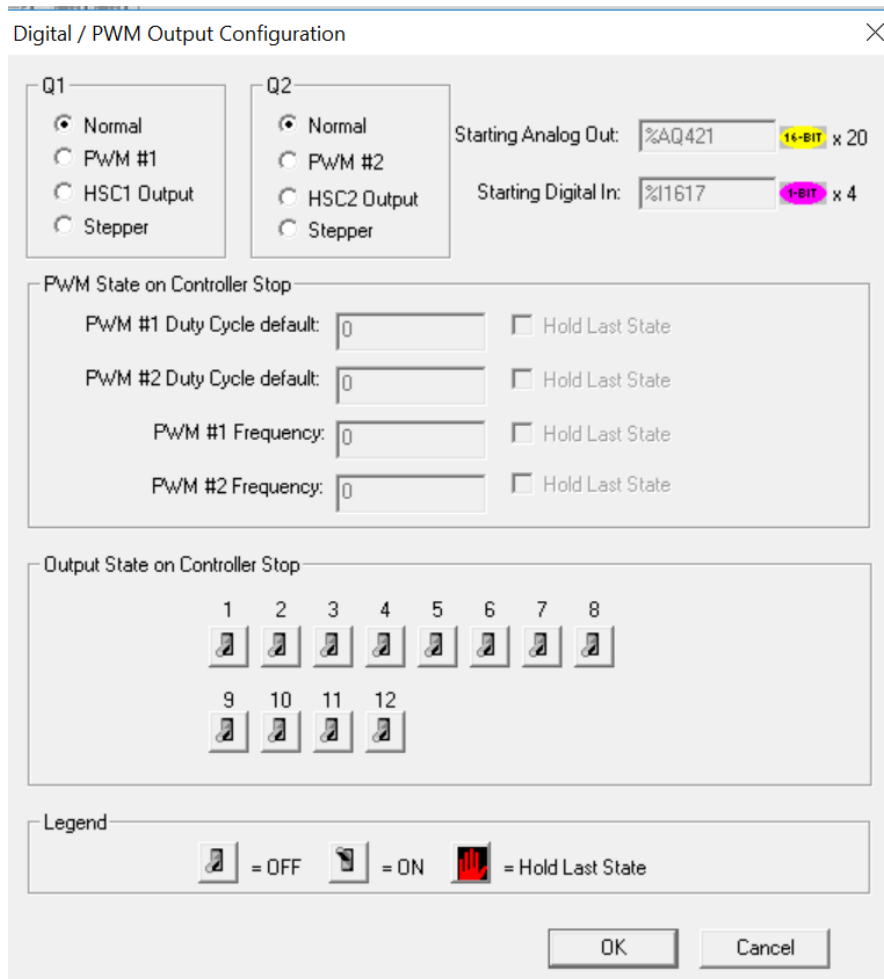 Digital / PWM Output Configuration
Q1
Normal
PWM #1
HSC1 Output
Stepper
Q2
Normal
PWM #2
HSC2 Output
Stepper
Starting Analog Out: %AQ421 16-BIT x 20
Starting Digital In: %I1617 1-BIT x 4
PWM State on Controller Stop
PWM #1 Duty Cycle default: 0 Hold Last State
PWM #2 Duty Cycle default: 0 Hold Last State
PWM #1 Frequency: 0 Hold Last State
PWM #2 Frequency: 0 Hold Last State
Output State on Controller Stop
1 2 3 4 5 6 7 8
9 10 11 12
Legend
= OFF = ON = Hold Last State
OK Cancel